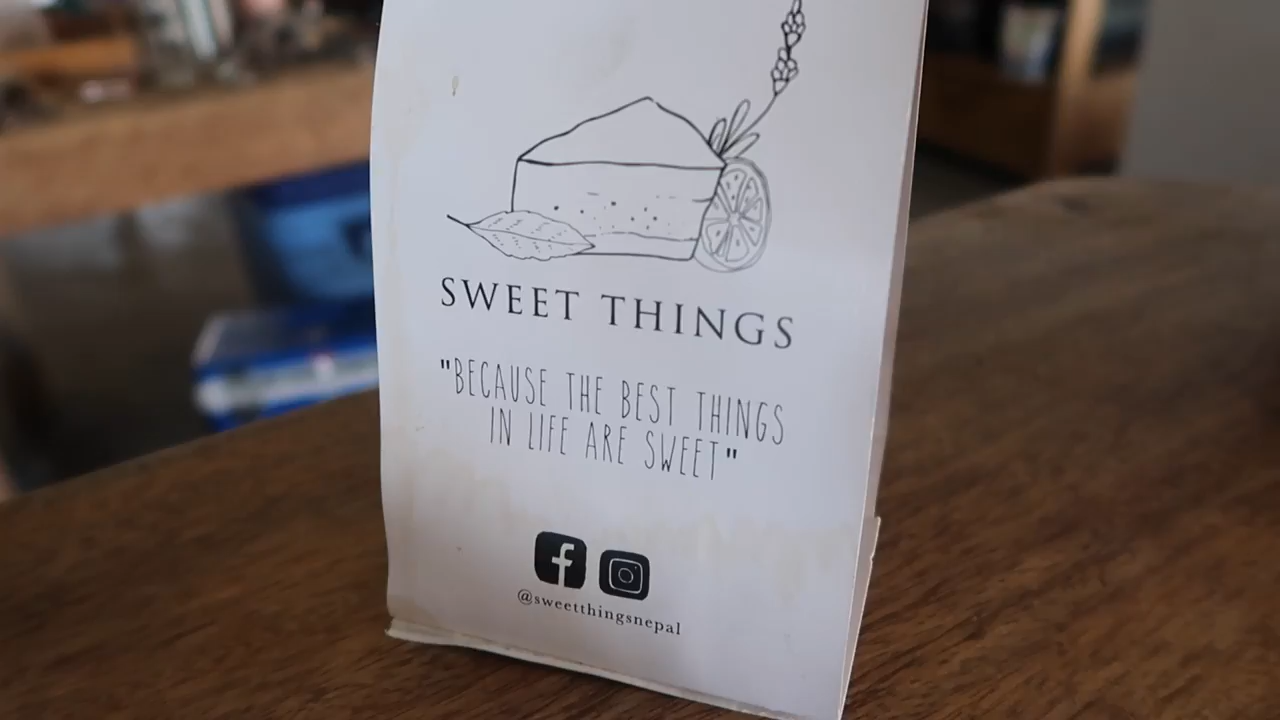 SWEET THINGS
"BECAUSE THE BEST THINGS
IN LIFE ARE SWEET"
@sweetthingsnepal